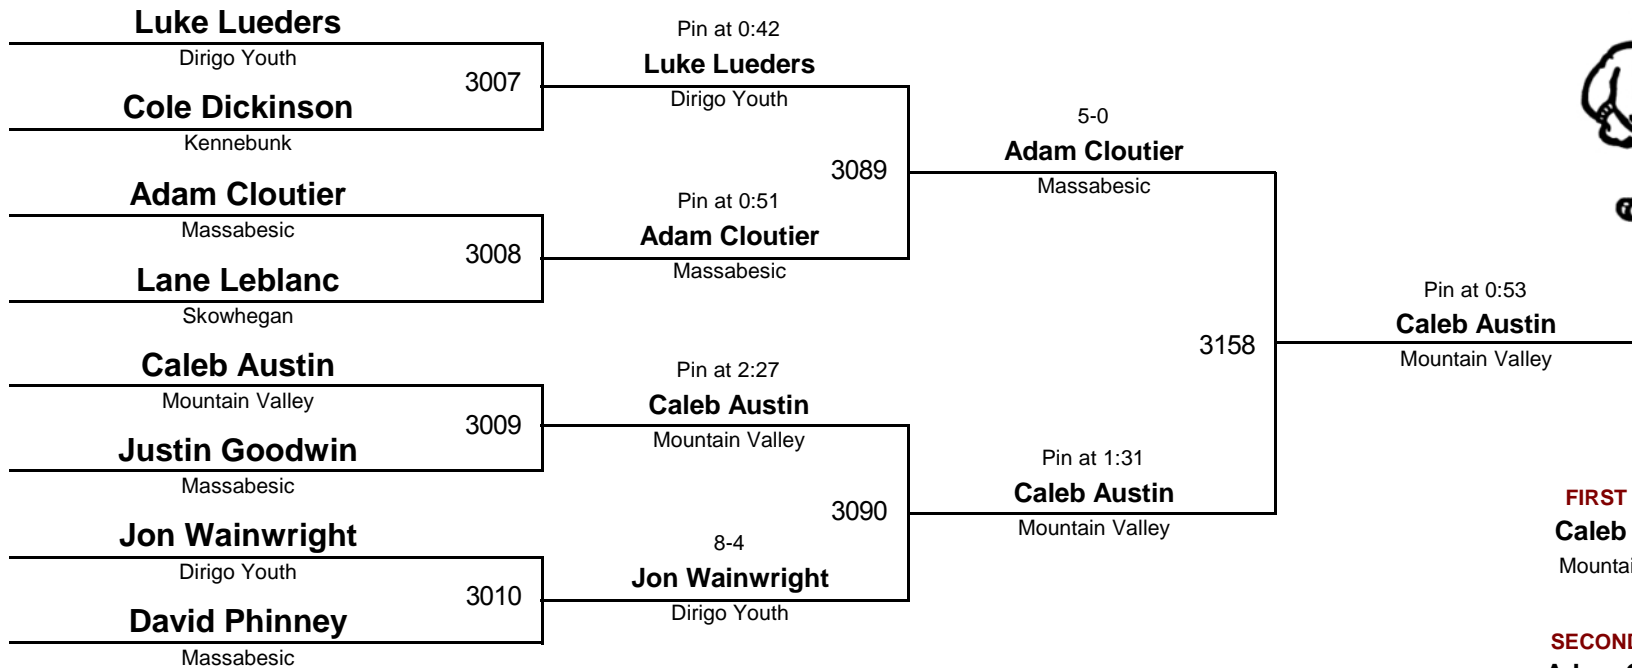 Luke Lueders
Dirigo Youth
3007
Cole Dickinson
Kennebunk
Adam Cloutier
Massabesic
3008
Lane Leblanc
Skowhegan
Caleb Austin
Mountain Valley
3009
Justin Goodwin
Massabesic
Jon Wainwright
Dirigo Youth
3010
David Phinney
Massabesic
Pin at 0:42
Luke Lueders
Dirigo Youth
3089
Pin at 0:51
Adam Cloutier
Massabesic
Pin at 2:27
Caleb Austin
Mountain Valley
3090
8-4
Jon Wainwright
Dirigo Youth
5-0
Adam Cloutier
Massabesic
3158
Pin at 1:31
Caleb Austin
Mountain Valley
Pin at 0:53
Caleb Austin
Mountain Valley
FIRST
Caleb